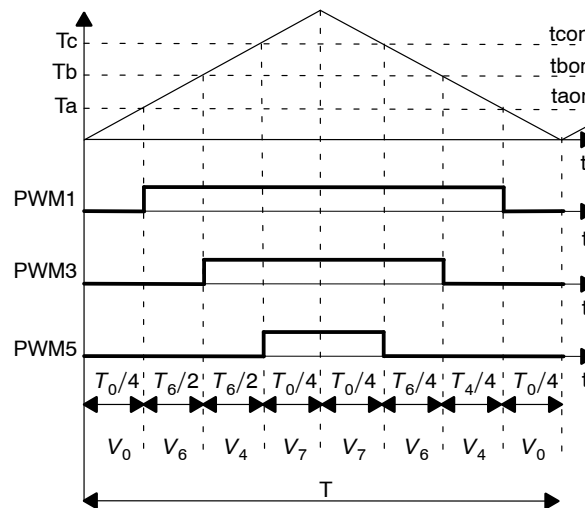 Tc tcon
Tb tbon
Ta taon
t
PWM1
t
PWM3
t
PWM5
t
T₀/4 T₆/2 T₆/2 T₀/4 T₀/4 T₆/4 T₄/4 T₀/4
V₀ V₆ V₄ V₇ V₇ V₆ V₄ V₀
T